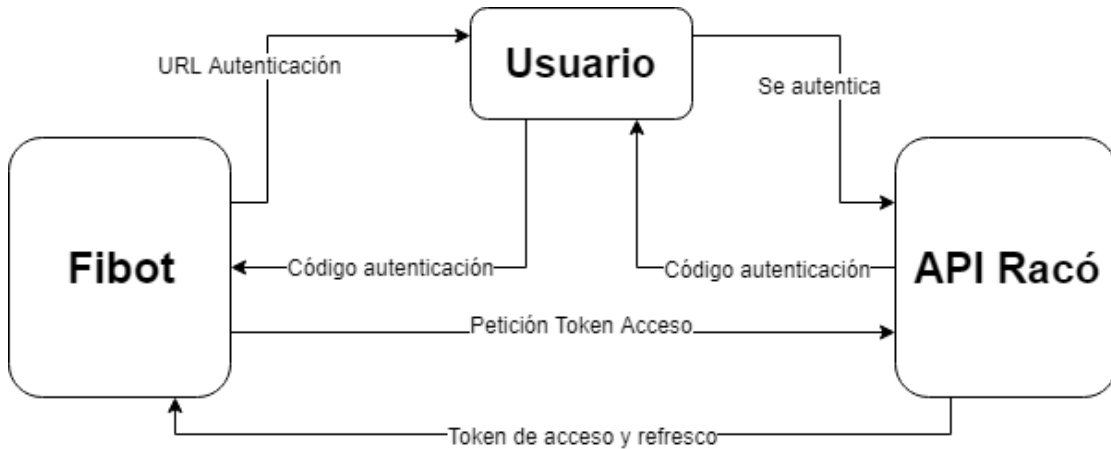 Usuario
URL Autenticación
Se autentica
Fibot
API Racó
Código autenticación
Código autenticación
Petición Token Acceso
Token de acceso y refresco